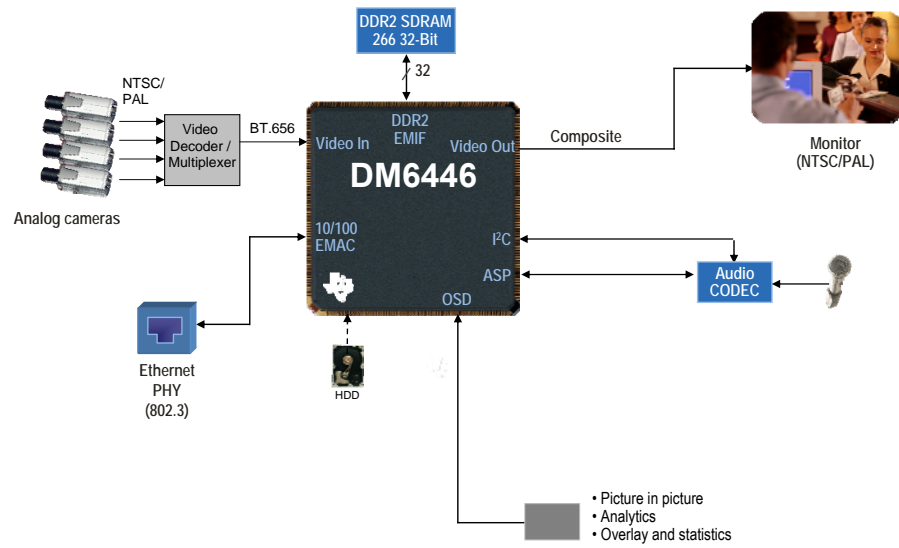 DDR2 SDRAM
266 32-Bit
32
NTSC/
PAL
Video
Decoder /
Multiplexer
BT.656
Analog cameras
Video In
DDR2
EMIF
Video Out
DM6446
10/100
EMAC
I²C
ASP
OSD
Composite
Monitor
(NTSC/PAL)
Audio
CODEC
Ethernet
PHY
(802.3)
HDD
• Picture in picture
• Analytics
• Overlay and statistics